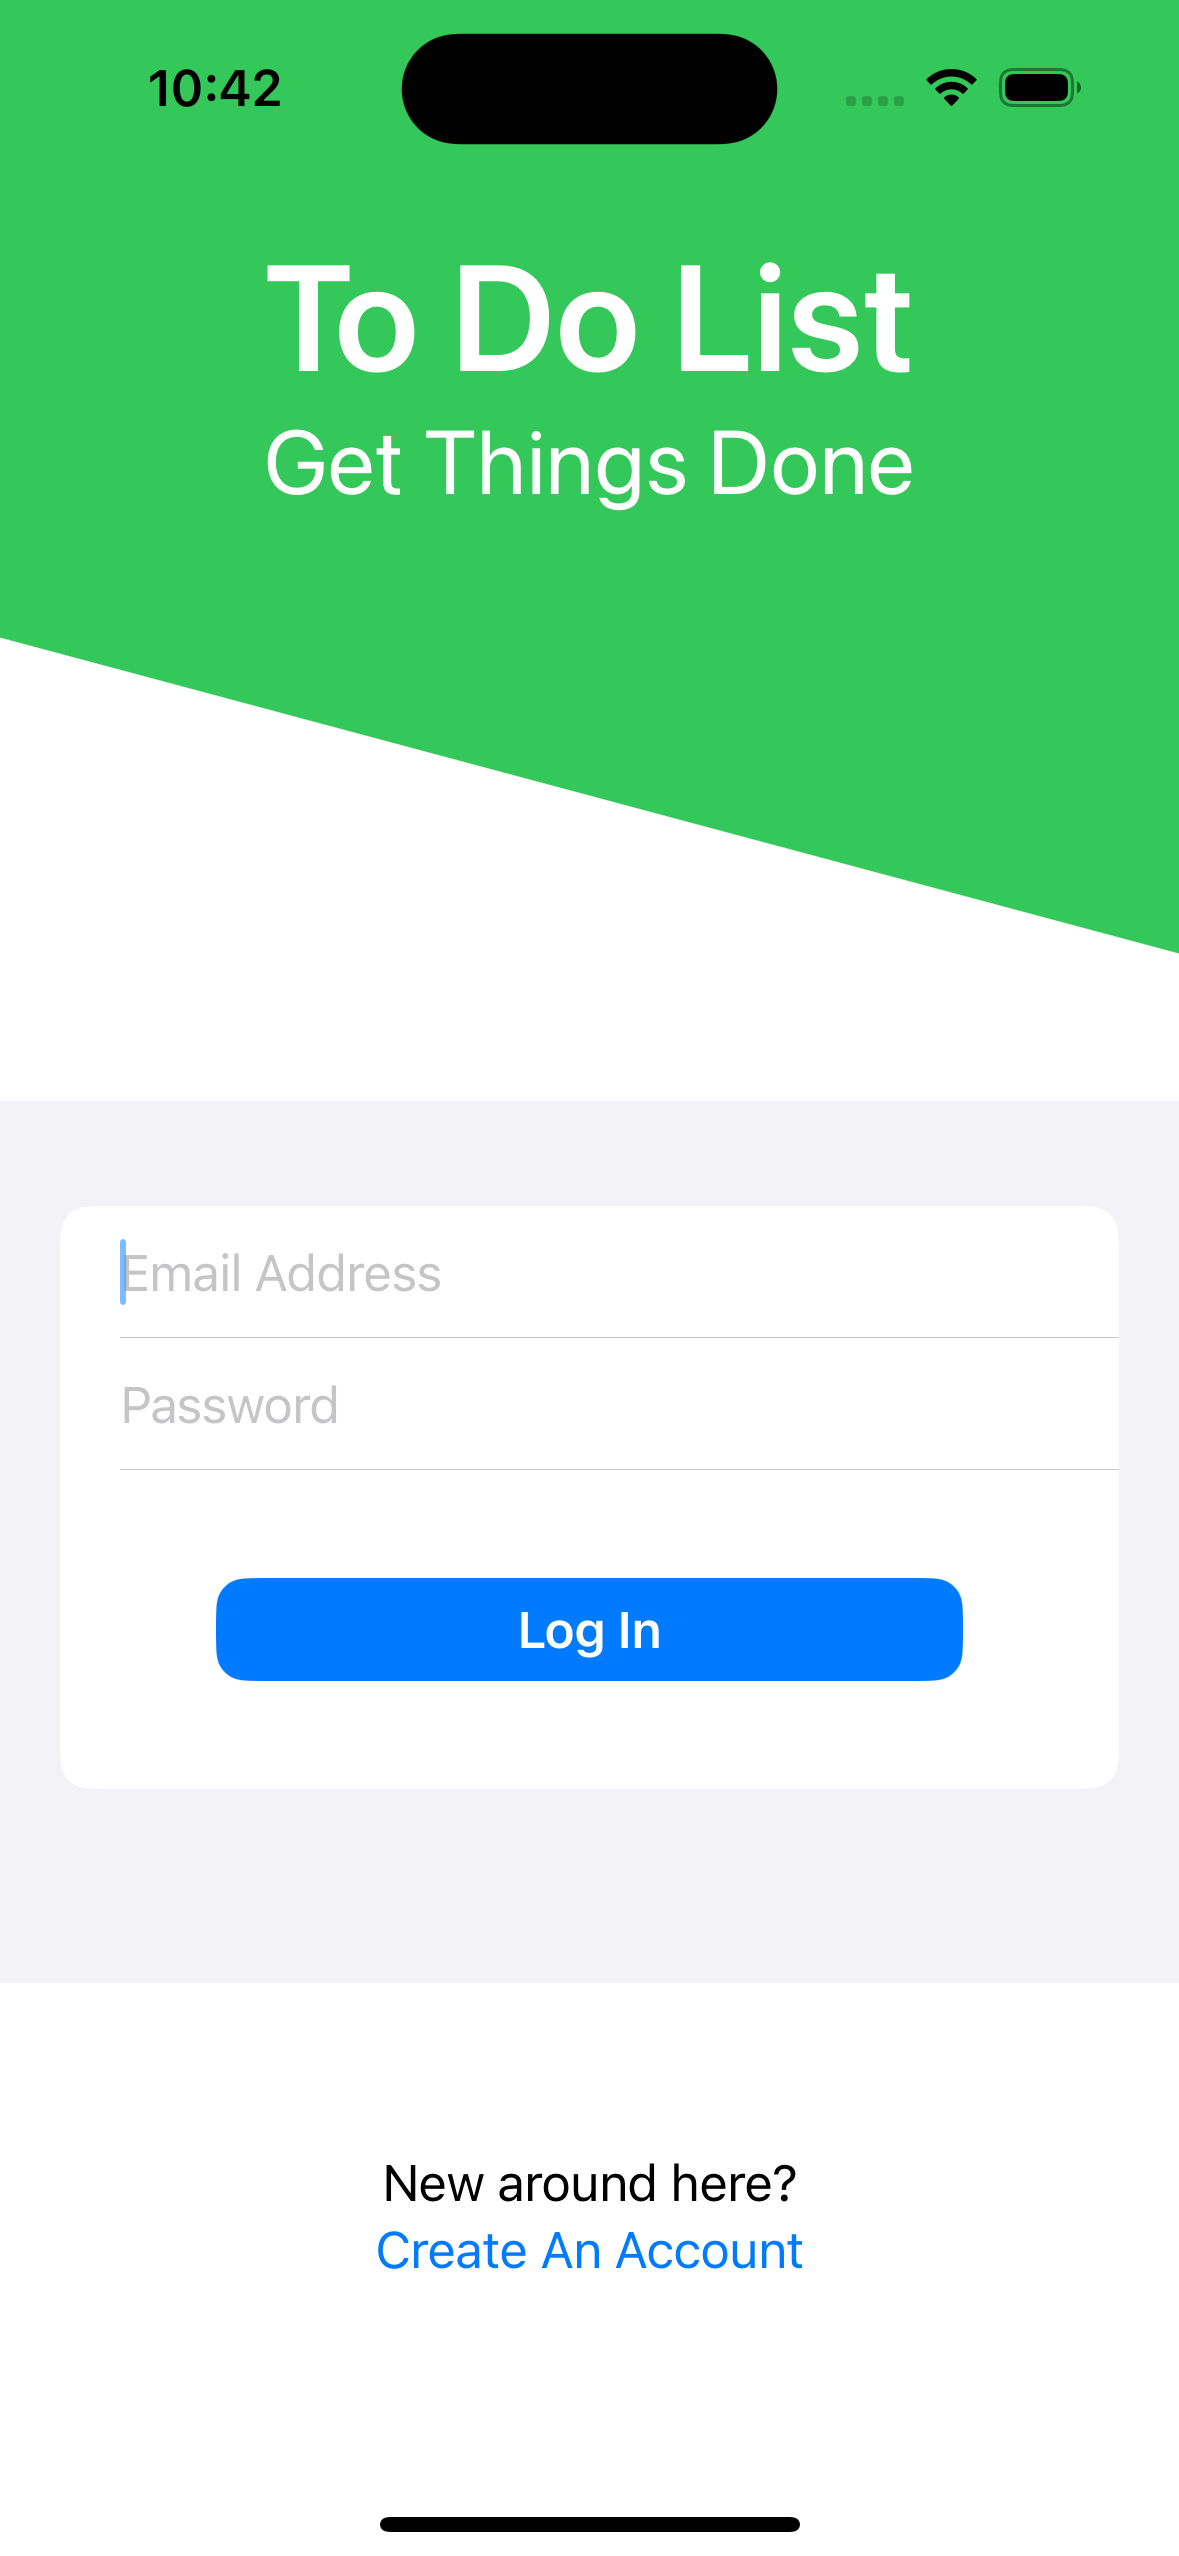 10:42
To Do List
Get Things Done
Email Address
Password
Log In
New around here?
Create An Account